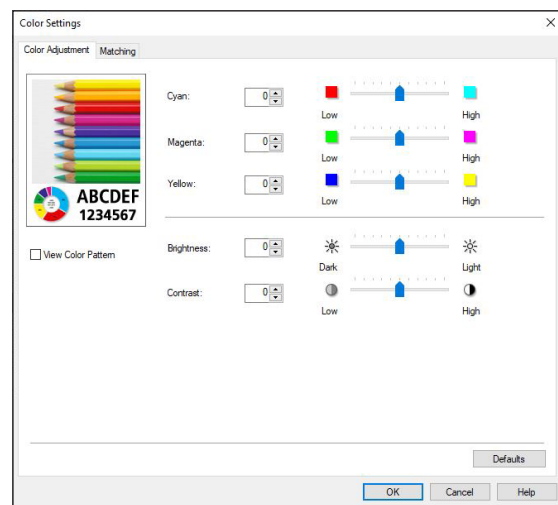 Color Settings
Color Adjustment Matching
ABCDEF
1234567
View Color Pattern
Cyan: 0
Low High
Magenta: 0
Low High
Yellow: 0
Low High
Brightness: 0
Dark Light
Contrast: 0
Low High
Defaults
OK Cancel Help